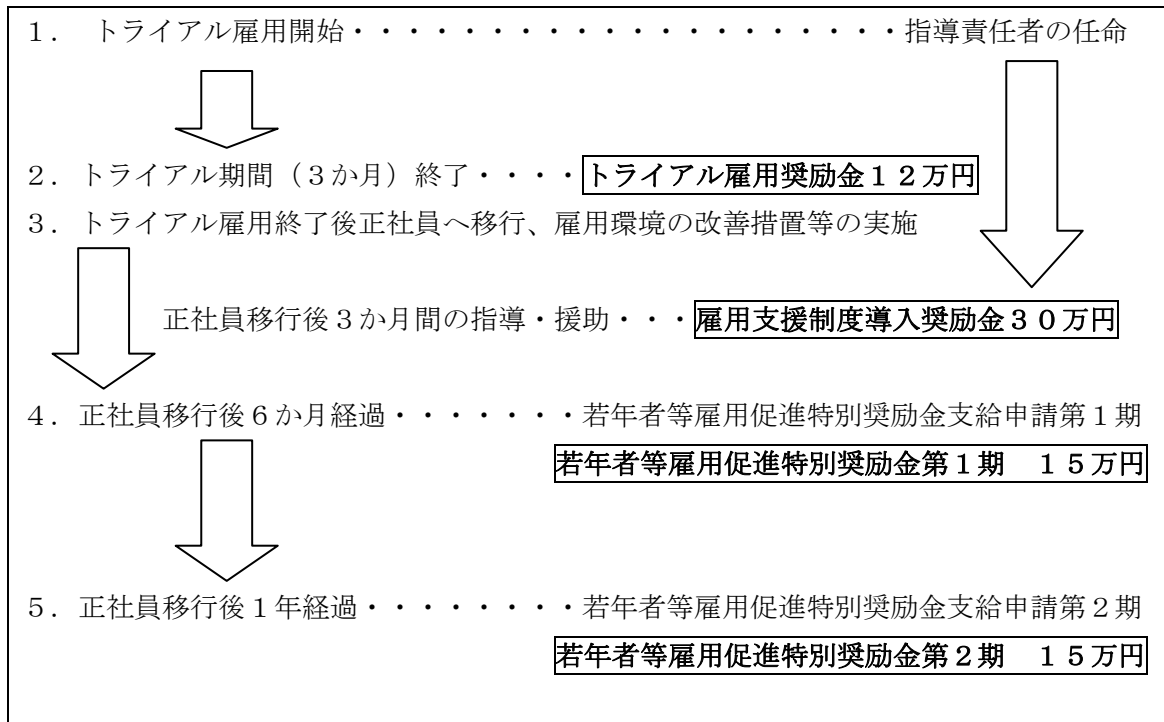 １． トライアル雇用開始・・・・・・・・・・・・・・・・・・・・指導責任者の任命
２．トライアル期間（３か月）終了・・・・トライアル雇用奨励金１２万円
３．トライアル雇用終了後正社員へ移行、雇用環境の改善措置等の実施
正社員移行後３か月間の指導・援助・・・雇用支援制度導入奨励金３０万円
４．正社員移行後６か月経過・・・・・・・若年者等雇用促進特別奨励金支給申請第１期
若年者等雇用促進特別奨励金第１期　１５万円
５．正社員移行後１年経過・・・・・・・・若年者等雇用促進特別奨励金支給申請第２期
若年者等雇用促進特別奨励金第２期　１５万円